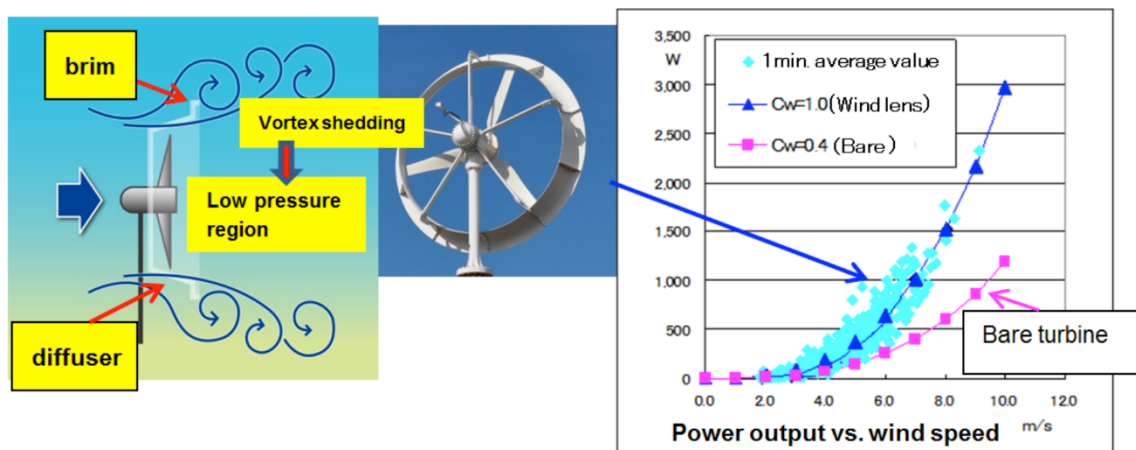 brim
Vortex shedding
Low pressure
region
diffuser
3,500
W
3,000
2,500
2,000
1,500
1,000
500
0
1min. average value
Cw=1.0(Wind lens)
Cw=0.4 (Bare)
Bare turbine
0.0 2.0 4.0 6.0 8.0 10.0 12.0
m/s
Power output vs. wind speed